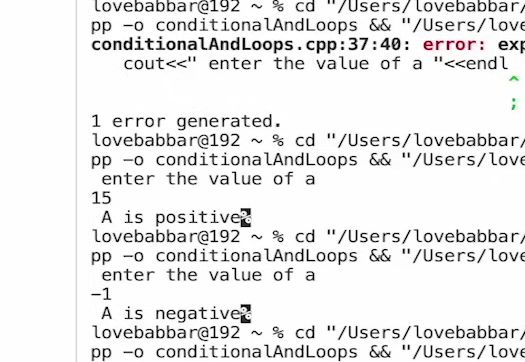 lovebabbar@192 ~ % cd "/Users/lovebabbar/
pp -o conditionalAndLoops && "/Users/love
conditionalAndLoops.cpp:37:40: error: exp
cout<<" enter the value of a "<<endl
^
;
1 error generated.
lovebabbar@192 ~ % cd "/Users/lovebabbar/
pp -o conditionalAndLoops && "/Users/love
enter the value of a
15
A is positive%
lovebabbar@192 ~ % cd "/Users/lovebabbar/
pp -o conditionalAndLoops && "/Users/love
enter the value of a
-1
A is negative%
lovebabbar@192 ~ % cd "/Users/lovebabbar/
pp -o conditionalAndLoops && "/Users/love